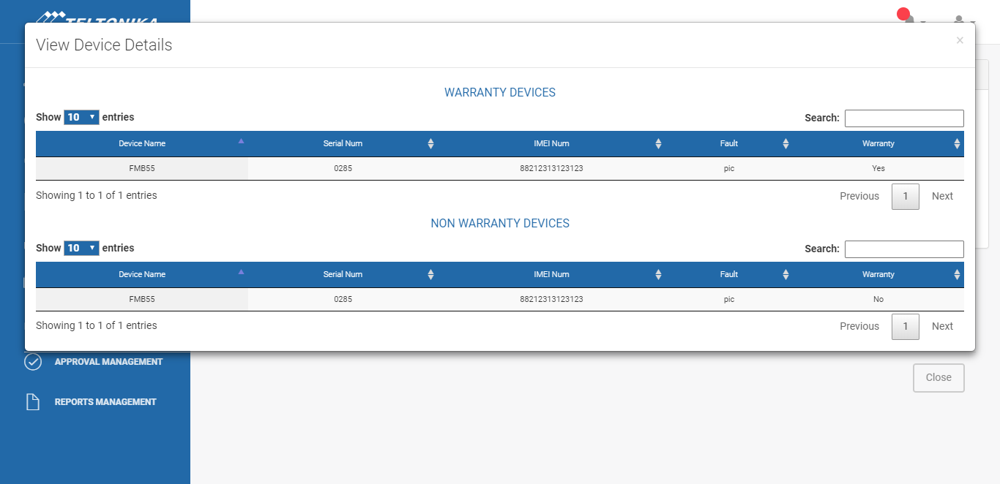 TELTONIKA
View Device Details ×
WARRANTY DEVICES
Show 10 entries Search:
Device Name Serial Num IMEI Num Fault Warranty
FMB55 0285 88212313123123 pic Yes
Showing 1 to 1 of 1 entries Previous 1 Next
NON WARRANTY DEVICES
Show 10 entries Search:
Device Name Serial Num IMEI Num Fault Warranty
FMB55 0285 88212313123123 pic No
Showing 1 to 1 of 1 entries Previous 1 Next
APPROVAL MANAGEMENT
Close
REPORTS MANAGEMENT